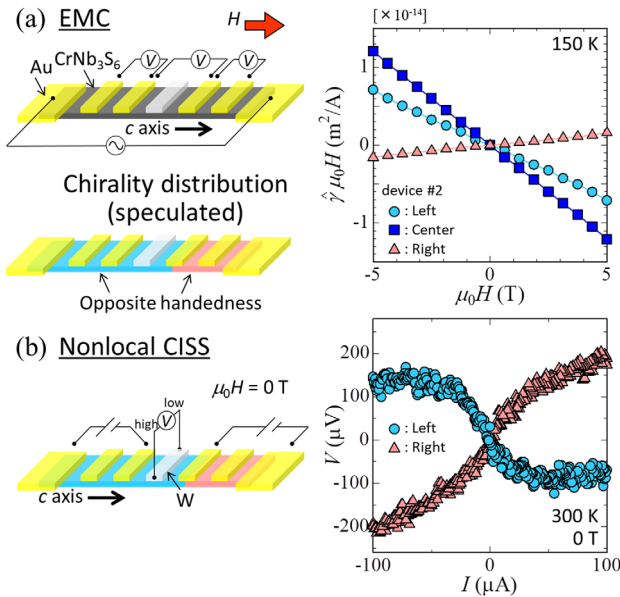 (a) EMC
H
Au
CrNb₃S₆
V V V
c axis
Chirality distribution
(speculated)
Opposite handedness
[× 10⁻¹⁴]
150 K
1
0
-1
γ̂ μ₀H (m²/A)
device #2
: Left
: Center
: Right
-5 0 5
μ₀H (T)
(b) Nonlocal CISS
μ₀H = 0 T
low
high
V
c axis
W
200
100
0
-100
-200
V (μV)
: Left
: Right
300 K
0 T
-100 0 100
I (μA)